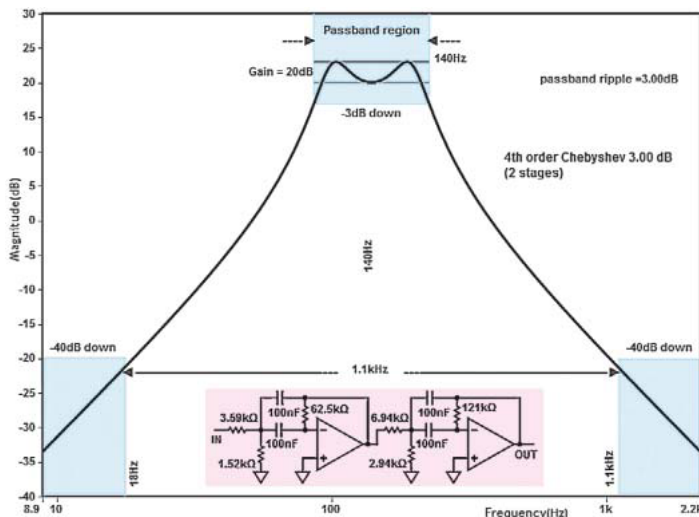 30
25
20
15
10
5
0
-5
-10
-15
-20
-25
-30
-35
-40
Magnitude(dB)
Passband region
140Hz
Gain = 20dB
passband ripple =3.00dB
-3dB down
4th order Chebyshev 3.00 dB
(2 stages)
140Hz
-40dB down
-40dB down
1.1kHz
3.59kΩ
100nF
62.5kΩ
6.94kΩ
100nF
121kΩ
IN
100nF
100nF
OUT
1.52kΩ
2.94kΩ
18Hz
1.1kHz
8.9
10
100
Frequency(Hz)
1k